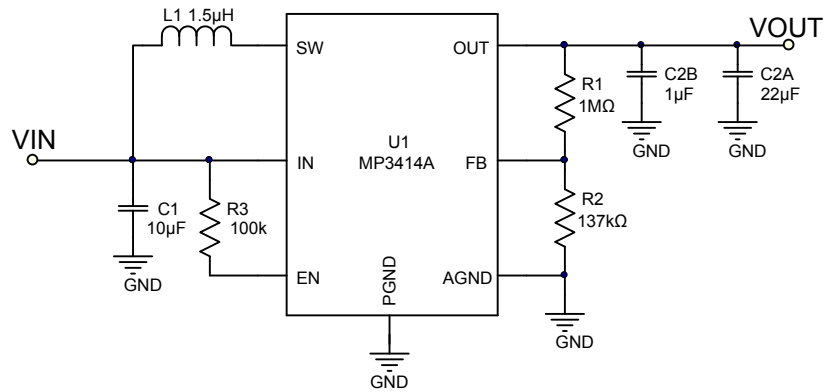 L1 1.5µH
SW
OUT
VOUT
R1
1MΩ
C2B
1µF
C2A
22µF
GND
GND
VIN
IN
U1
MP3414A
FB
C1
10µF
R3
100k
R2
137kΩ
GND
EN
PGND
AGND
GND
GND